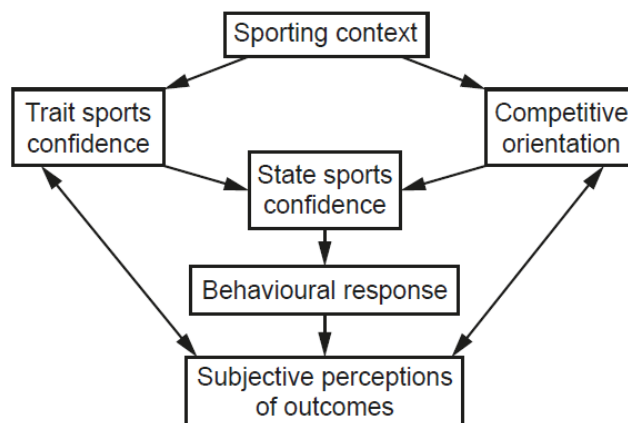 Sporting context
Trait sports
confidence
Competitive
orientation
State sports
confidence
Behavioural response
Subjective perceptions
of outcomes